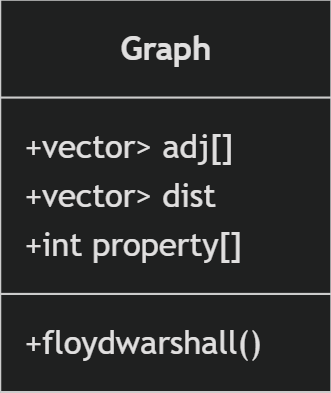 Graph
+vector> adj[]
+vector> dist
+int property[]
+floydwarshall()